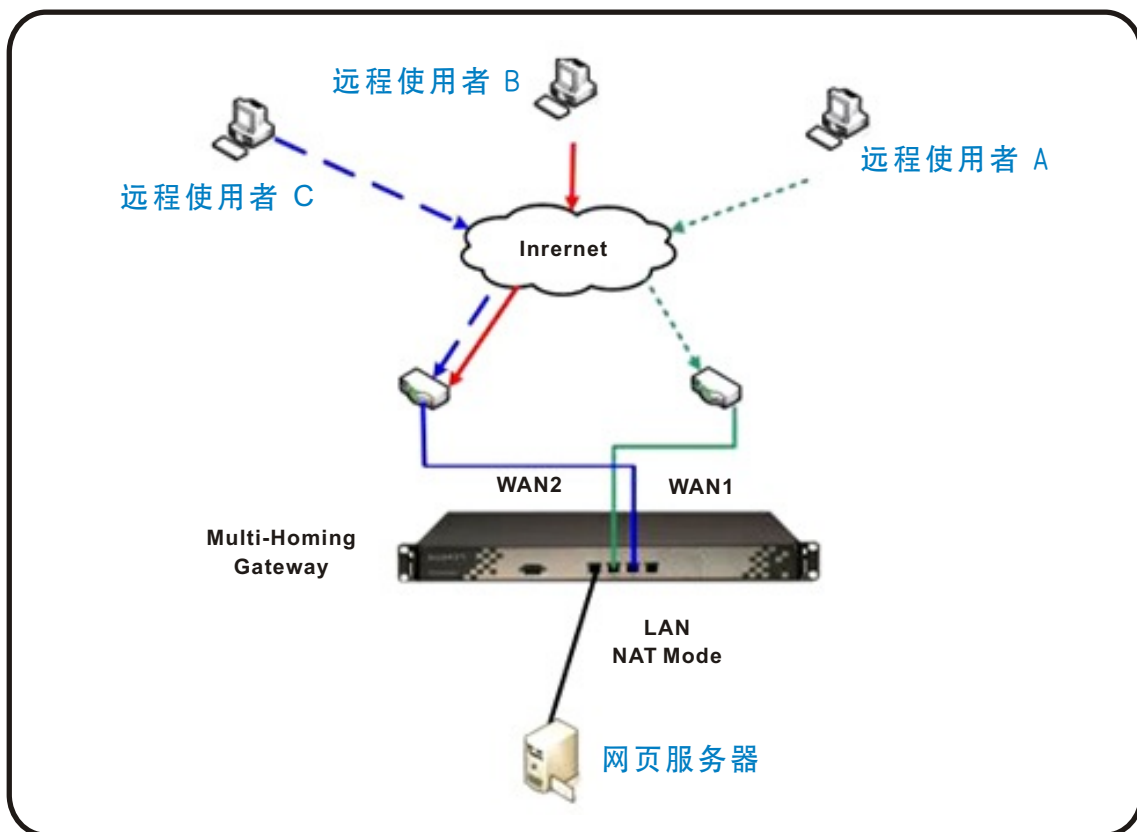 远程使用者 B
远程使用者 A
远程使用者 C
Inrernet
WAN2
WAN1
Multi-Homing
Gateway
LAN
NAT Mode
网页服务器